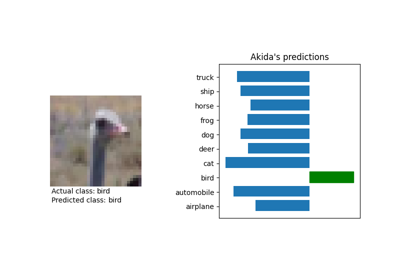 Akida's predictions
truck
ship
horse
frog
dog
deer
cat
bird
automobile
airplane
Actual class: bird
Predicted class: bird